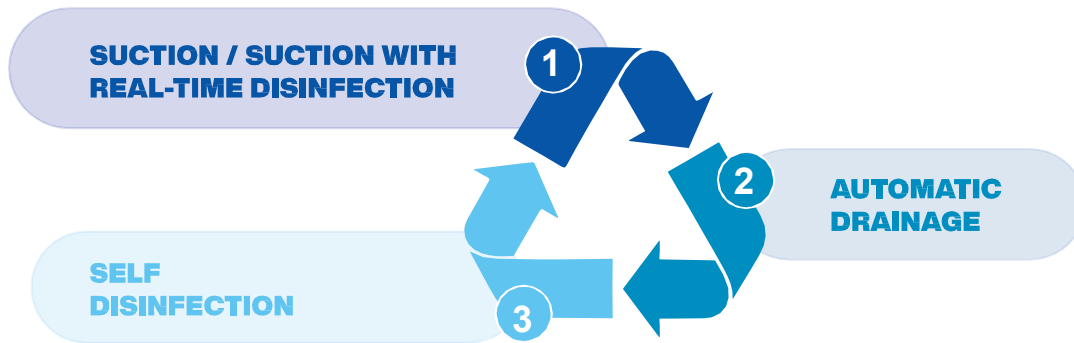 SUCTION / SUCTION WITH
REAL-TIME DISINFECTION
1
2
AUTOMATIC
DRAINAGE
SELF
DISINFECTION
3